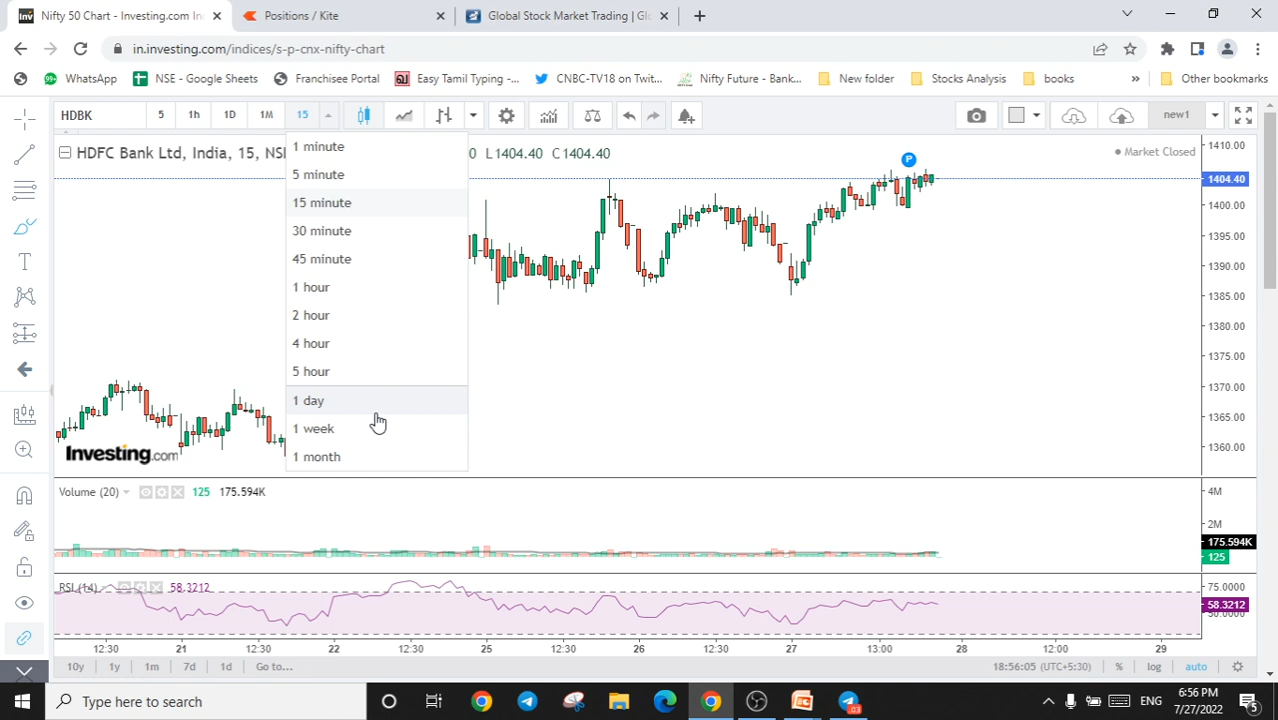 Nifty 50 Chart - Investing.com In
Positions / Kite
Global Stock Market Trading | Gl
in.investing.com/indices/s-p-cnx-nifty-chart
WhatsApp
NSE - Google Sheets
Franchisee Portal
Easy Tamil Typing -...
CNBC-TV18 on Twit...
Nifty Future - Bank...
New folder
Stocks Analysis
books
»
Other bookmarks
HDBK
5
1h
1D
1M
15
new1
HDFC Bank Ltd, India, 15, NS
0 L1404.40 C1404.40
Market Closed
P
1 minute
5 minute
15 minute
30 minute
45 minute
1 hour
2 hour
4 hour
5 hour
1 day
1 week
1 month
1410.00
1404.40
1400.00
1395.00
1390.00
1385.00
1380.00
1375.00
1370.00
1365.00
1360.00
Investing.com
Volume (20)
125
175.594K
4M
2M
175.594K
125
RSI (14)
58.3212
75.0000
58.3212
12:30
21
12:30
22
12:30
25
12:30
26
12:30
27
13:00
28
12:00
29
10y
1y
1m
7d
1d
Go to...
18:56:05 (UTC+5:30)
%
log
auto
Type here to search
ENG
6:56 PM
7/27/2022
5